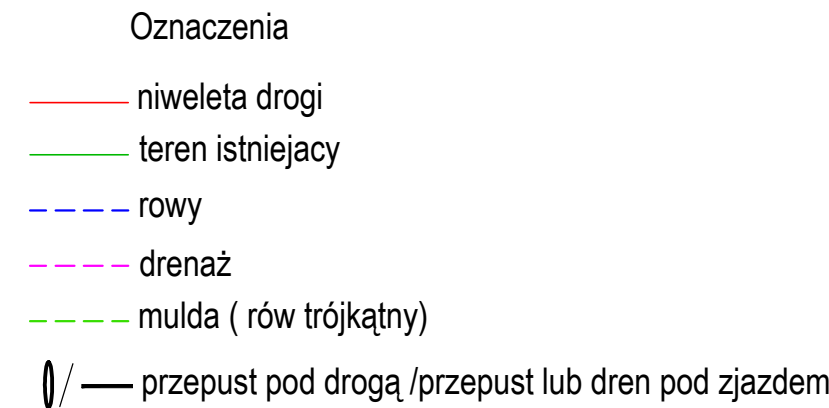 Oznaczenia
niweleta drogi
teren istniejacy
rowy
drenaż
mulda ( rów trójkątny)
przepust pod drogą /przepust lub dren pod zjazdem